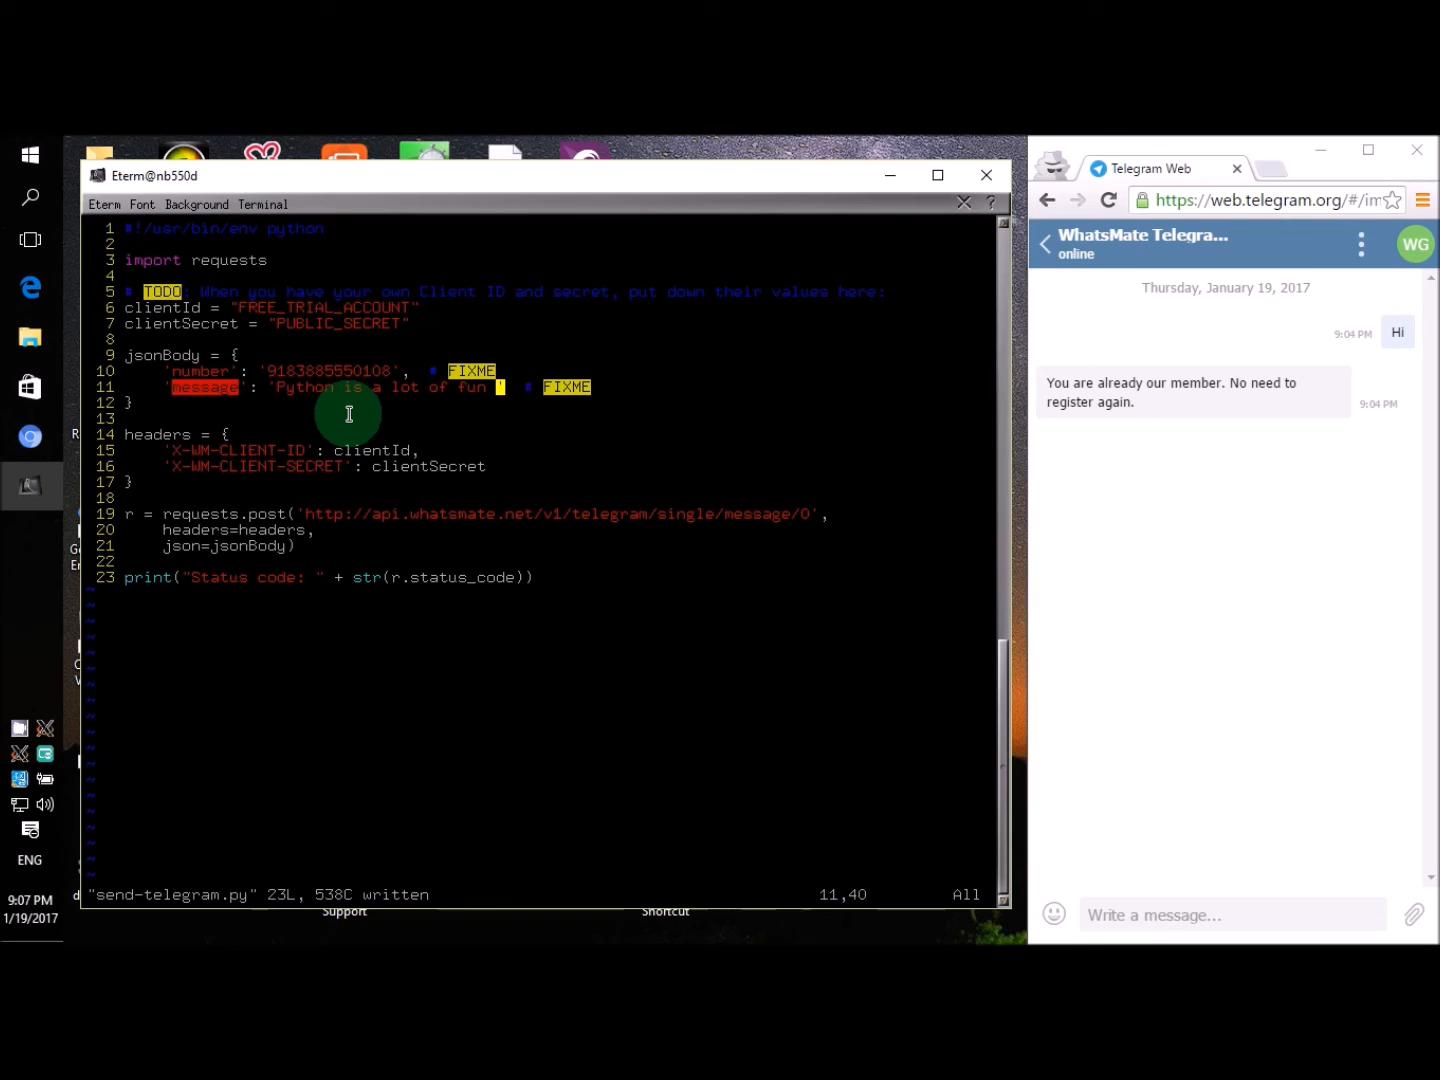 Eterm@nb550d
Eterm Font Background Terminal
?
1 #!/usr/bin/env python
2
3 import requests
4
5 # TODO: When you have your own Client ID and secret, put down their values here:
6 clientId = "FREE_TRIAL_ACCOUNT"
7 clientSecret = "PUBLIC_SECRET"
8
9 jsonBody = {
10 'number': '9183885550108', # FIXME
11 'message': 'Python is a lot of fun ' # FIXME
12 }
13
14 headers = {
15 'X-WM-CLIENT-ID': clientId,
16 'X-WM-CLIENT-SECRET': clientSecret
17 }
18
19 r = requests.post('http://api.whatsmate.net/v1/telegram/single/message/0',
20 headers=headers,
21 json=jsonBody)
22
23 print("Status code: " + str(r.status_code))
"send-telegram.py" 23L, 538C written 11,40 All
Support
Shortcut
ENG
9:07 PM
1/19/2017
Telegram Web
https://web.telegram.org/#/im
WhatsMate Telegra...
online
WG
Thursday, January 19, 2017
9:04 PM Hi
You are already our member. No need to
register again.
9:04 PM
Write a message...